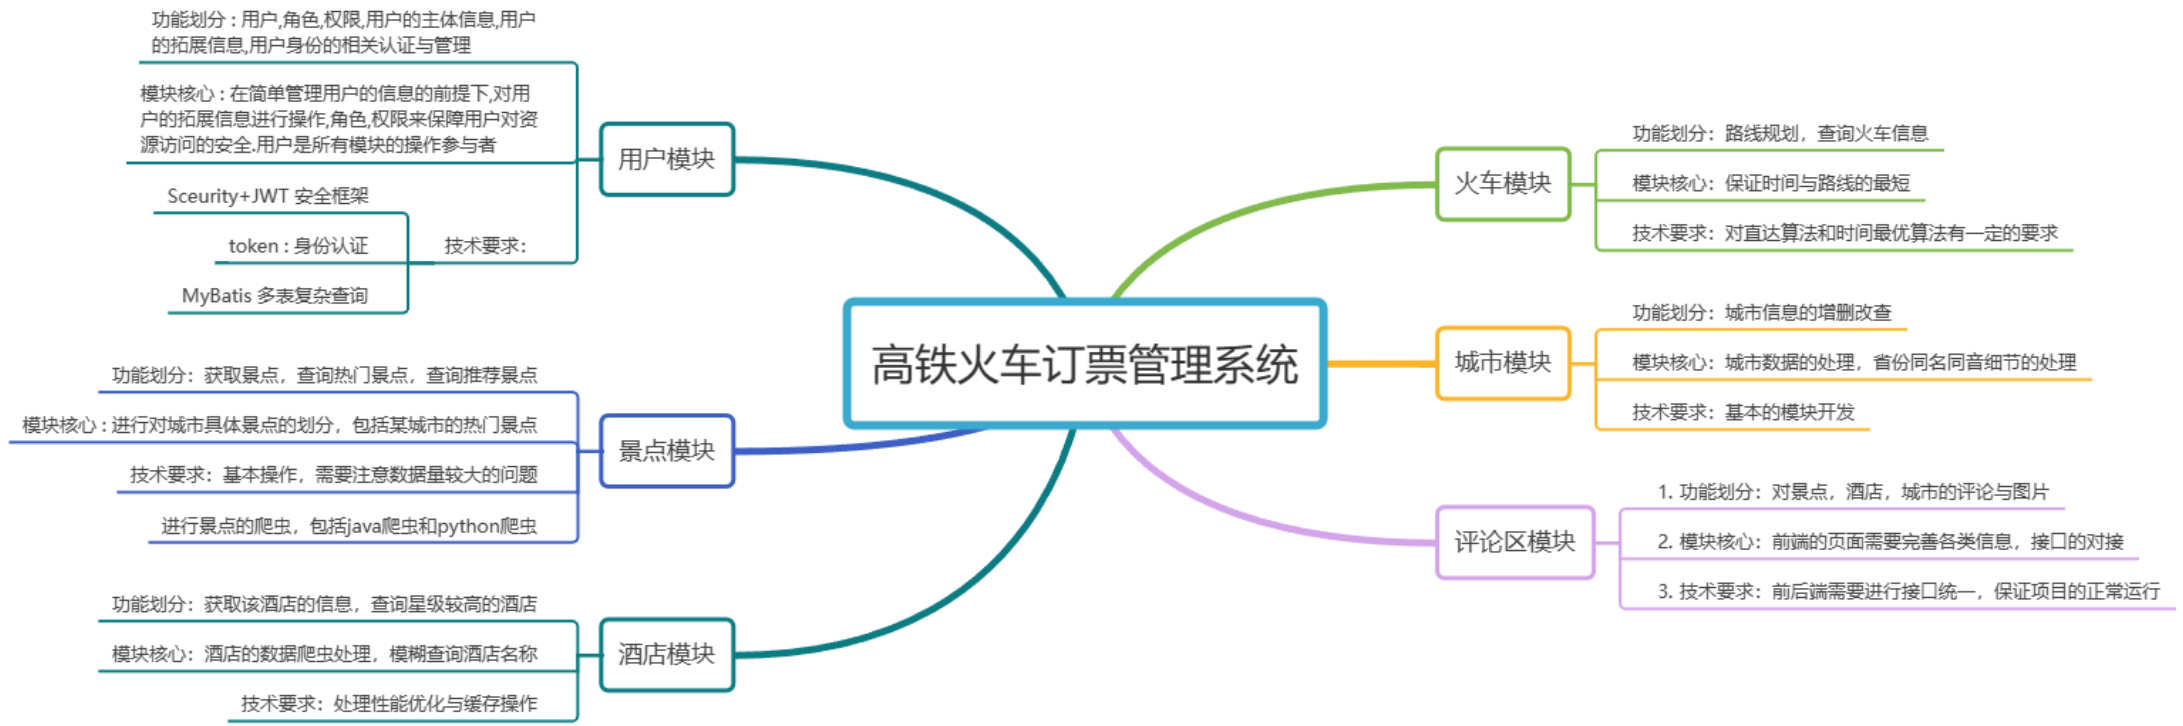 高铁火车订票管理系统
用户模块
功能划分 : 用户,角色,权限,用户的主体信息,用户
的拓展信息,用户身份的相关认证与管理
模块核心 : 在简单管理用户的信息的前提下,对用
户的拓展信息进行操作,角色,权限来保障用户对资
源访问的安全.用户是所有模块的操作参与者
技术要求:
Sceurity+JWT 安全框架
token : 身份认证
MyBatis 多表复杂查询
景点模块
功能划分：获取景点，查询热门景点，查询推荐景点
模块核心 : 进行对城市具体景点的划分，包括某城市的热门景点
技术要求：基本操作，需要注意数据量较大的问题
进行景点的爬虫，包括java爬虫和python爬虫
酒店模块
功能划分：获取该酒店的信息，查询星级较高的酒店
模块核心：酒店的数据爬虫处理，模糊查询酒店名称
技术要求：处理性能优化与缓存操作
火车模块
功能划分：路线规划，查询火车信息
模块核心：保证时间与路线的最短
技术要求：对直达算法和时间最优算法有一定的要求
城市模块
功能划分：城市信息的增删改查
模块核心：城市数据的处理，省份同名同音细节的处理
技术要求：基本的模块开发
评论区模块
1. 功能划分：对景点，酒店，城市的评论与图片
2. 模块核心：前端的页面需要完善各类信息，接口的对接
3. 技术要求：前后端需要进行接口统一，保证项目的正常运行